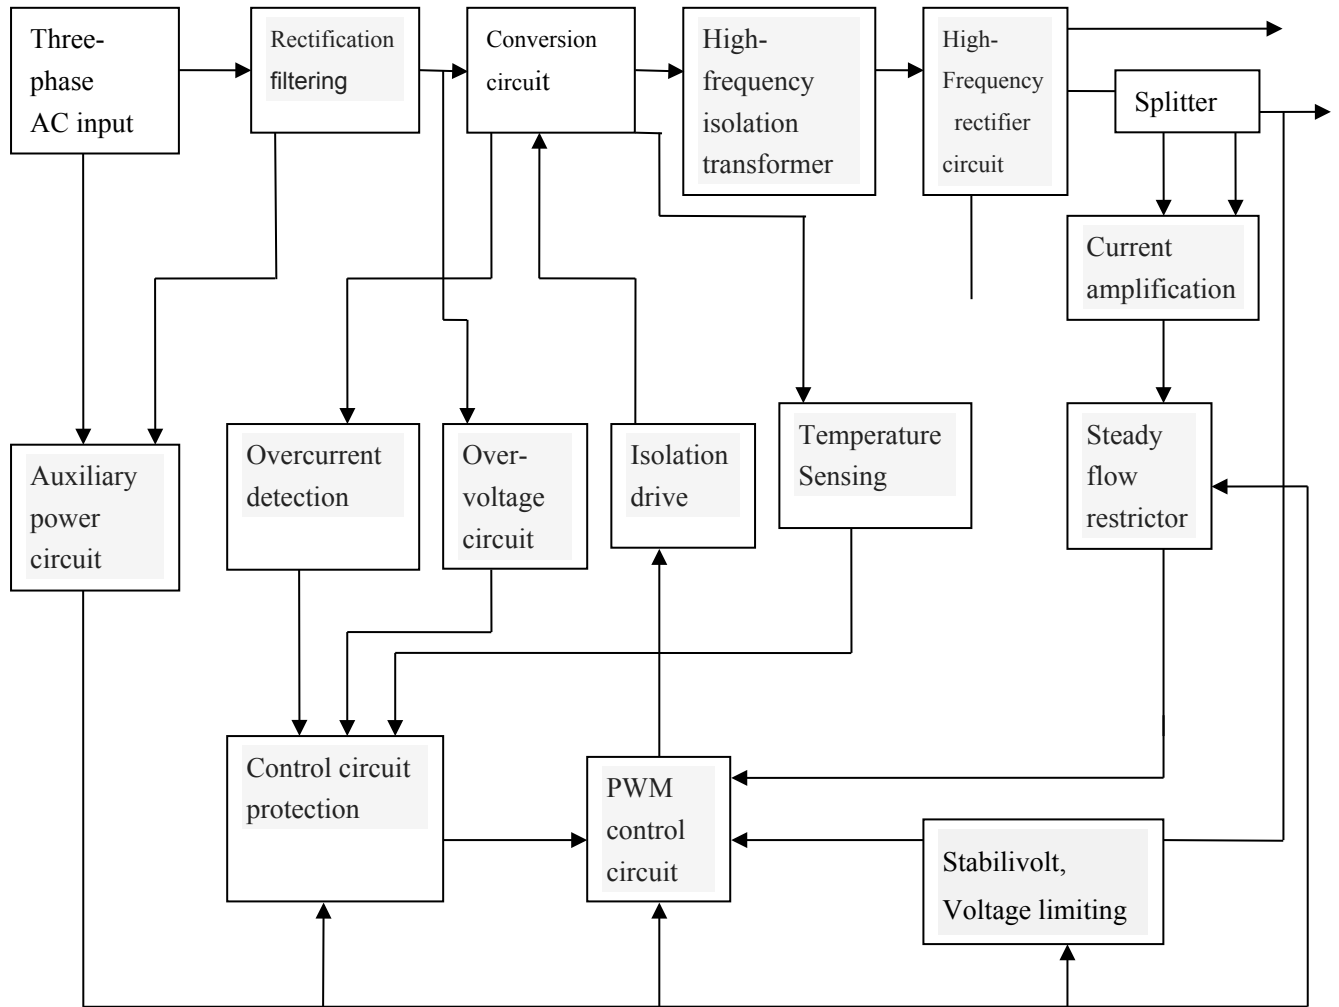 Three-
phase
AC input
Rectification
filtering
Conversion
circuit
High-
frequency
isolation
transformer
High-
Frequency
rectifier
circuit
Splitter
Current
amplification
Auxiliary
power
circuit
Overcurrent
detection
Over-
voltage
circuit
Isolation
drive
Temperature
Sensing
Steady
flow
restrictor
Control circuit
protection
PWM
control
circuit
Stabilivolt,
Voltage limiting